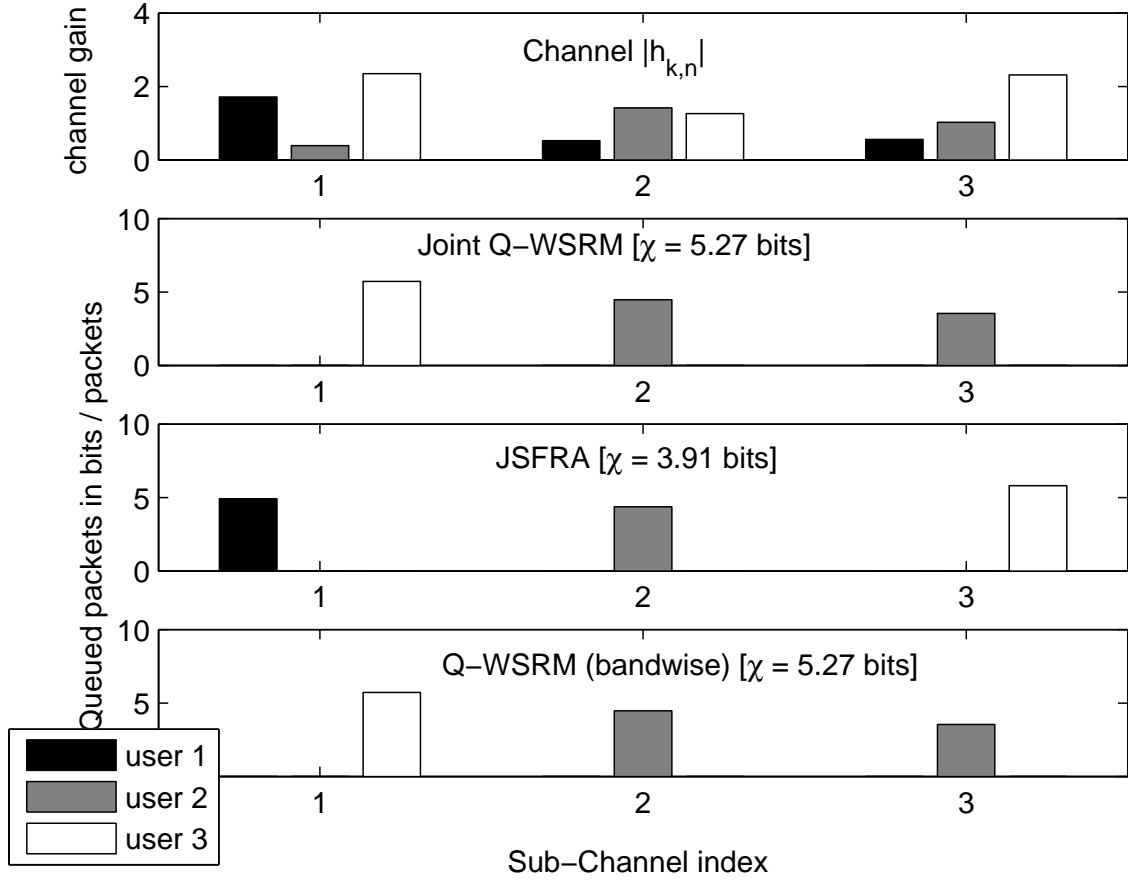 channel gain
4
2
0
Channel |hk,n|
1 2 3
Queued packets in bits / packets
10
5
0
Joint Q−WSRM [χ = 5.27 bits]
1 2 3
10
5
0
JSFRA [χ = 3.91 bits]
1 2 3
10
5
Q−WSRM (bandwise) [χ = 5.27 bits]
1 2 3
user 1
user 2
user 3
Sub−Channel index